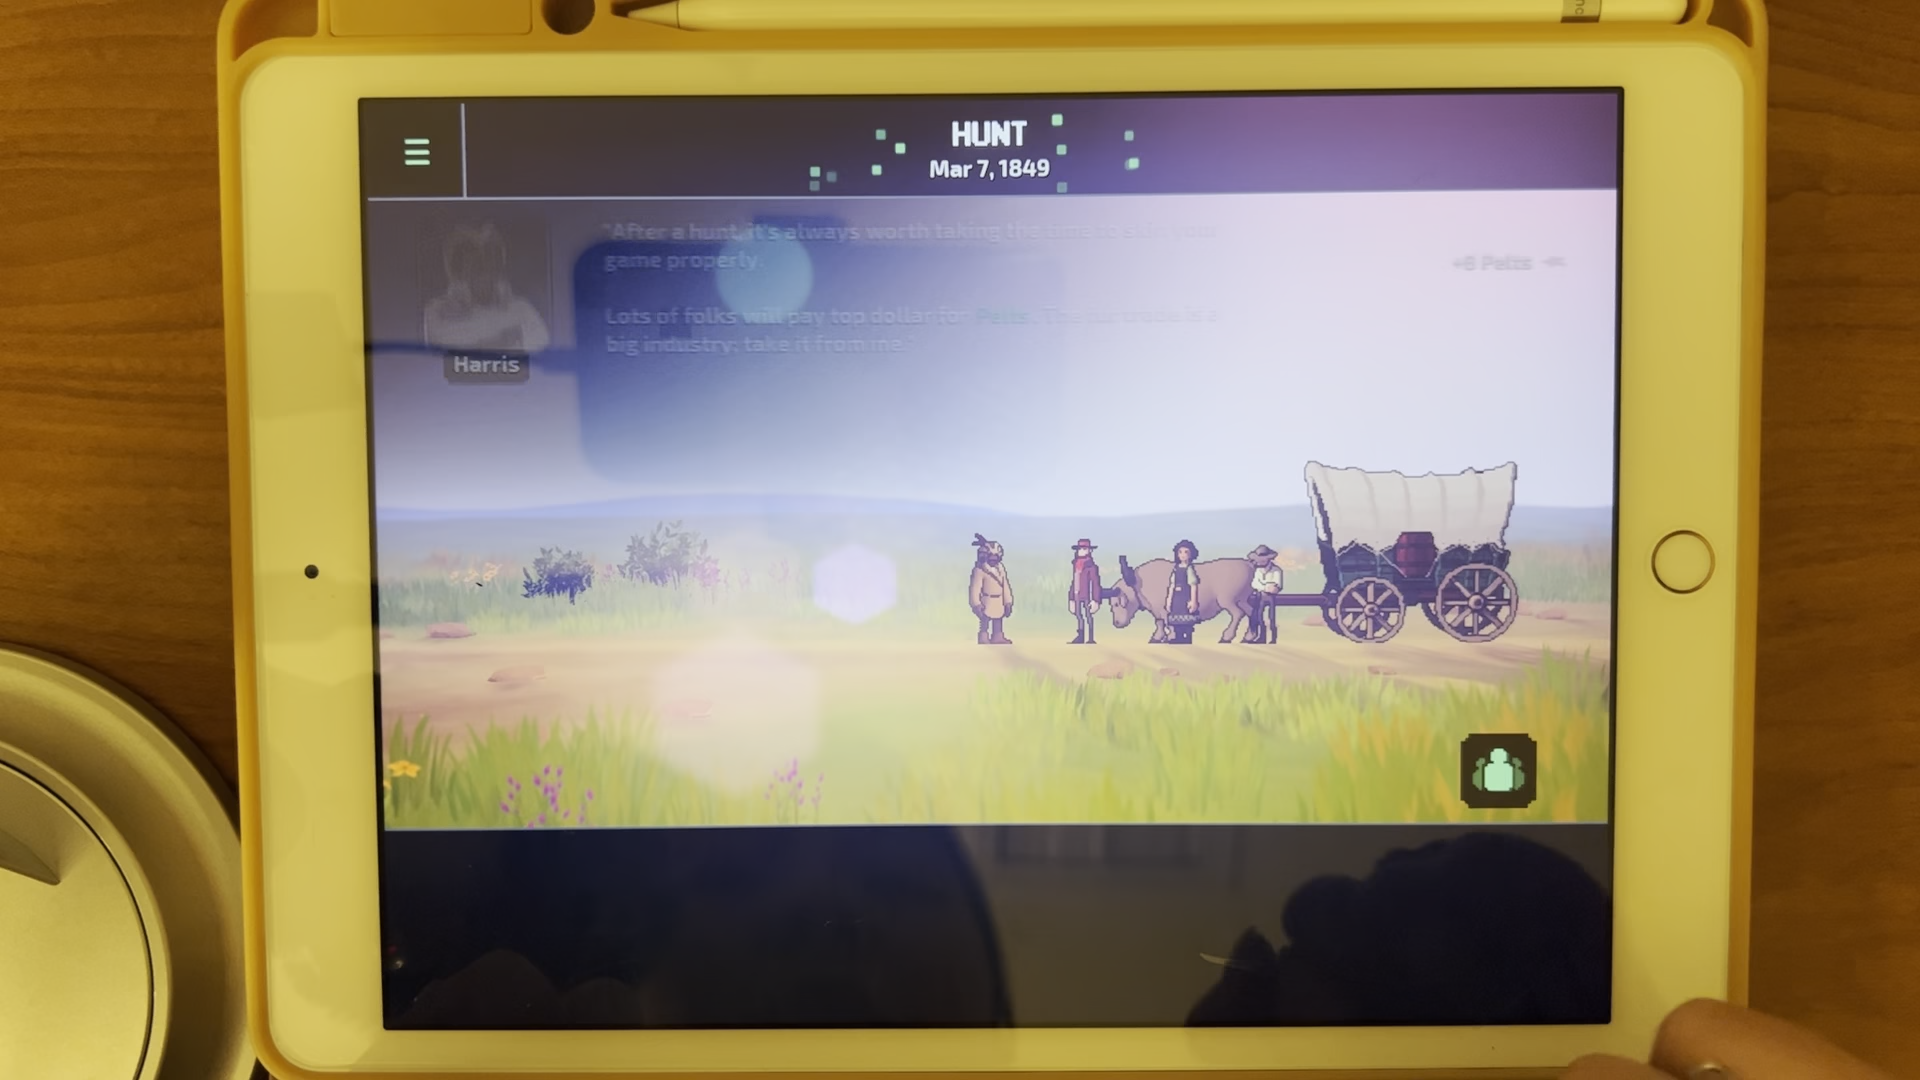 HUNT
Mar 7, 1849
"After a hunt, it's always worth taking the time to skin your
game properly.
+6 Pelts
Lots of folks will pay top dollar for Pelts. The fur trade is a
big industry; take it from me."
Harris